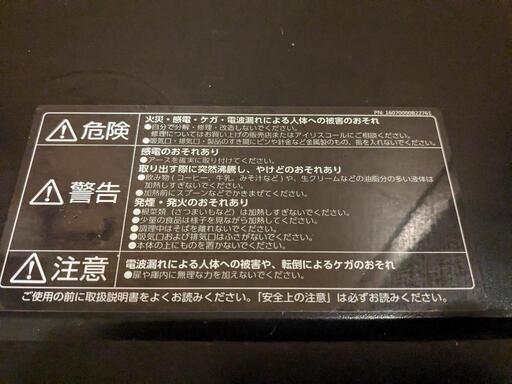 PN: 16070000B22761
危険
火災・感電・ケガ・電波漏れによる人体への被害のおそれ
●自分で分解・修理・改造しないでください。
修理についてはお買い上げの販売店またはアイリスコールにご相談ください。
●吸気口・排気口・製品のすき間にピンや針金など金属製のもの、指を入れないでください。
警告
感電のおそれあり
●アースを確実に取り付けてください。
取り出す際に突然沸騰し、やけどのおそれあり
●飲み物(コーヒー、牛乳、みそ汁など)や、生クリームなどの油脂分の多い液体は
加熱しすぎないでください。
●加熱前にスプーンなどでかきまぜてください。
発煙・発火のおそれあり
●根菜類(さつまいもなど)は加熱しすぎないでください。
●少量の食品は様子を見ながら加熱してください。
●調理中はそばを離れないでください。
●吸気口および排気口はふさがないでください。
●本体の上にものを置かないでください。
注意
電波漏れによる人体への被害や、転倒によるケガのおそれ
●扉や庫内に無理な力を加えないでください。
ご使用の前に取扱説明書をよくお読みください。「安全上の注意」は必ずお読みください。